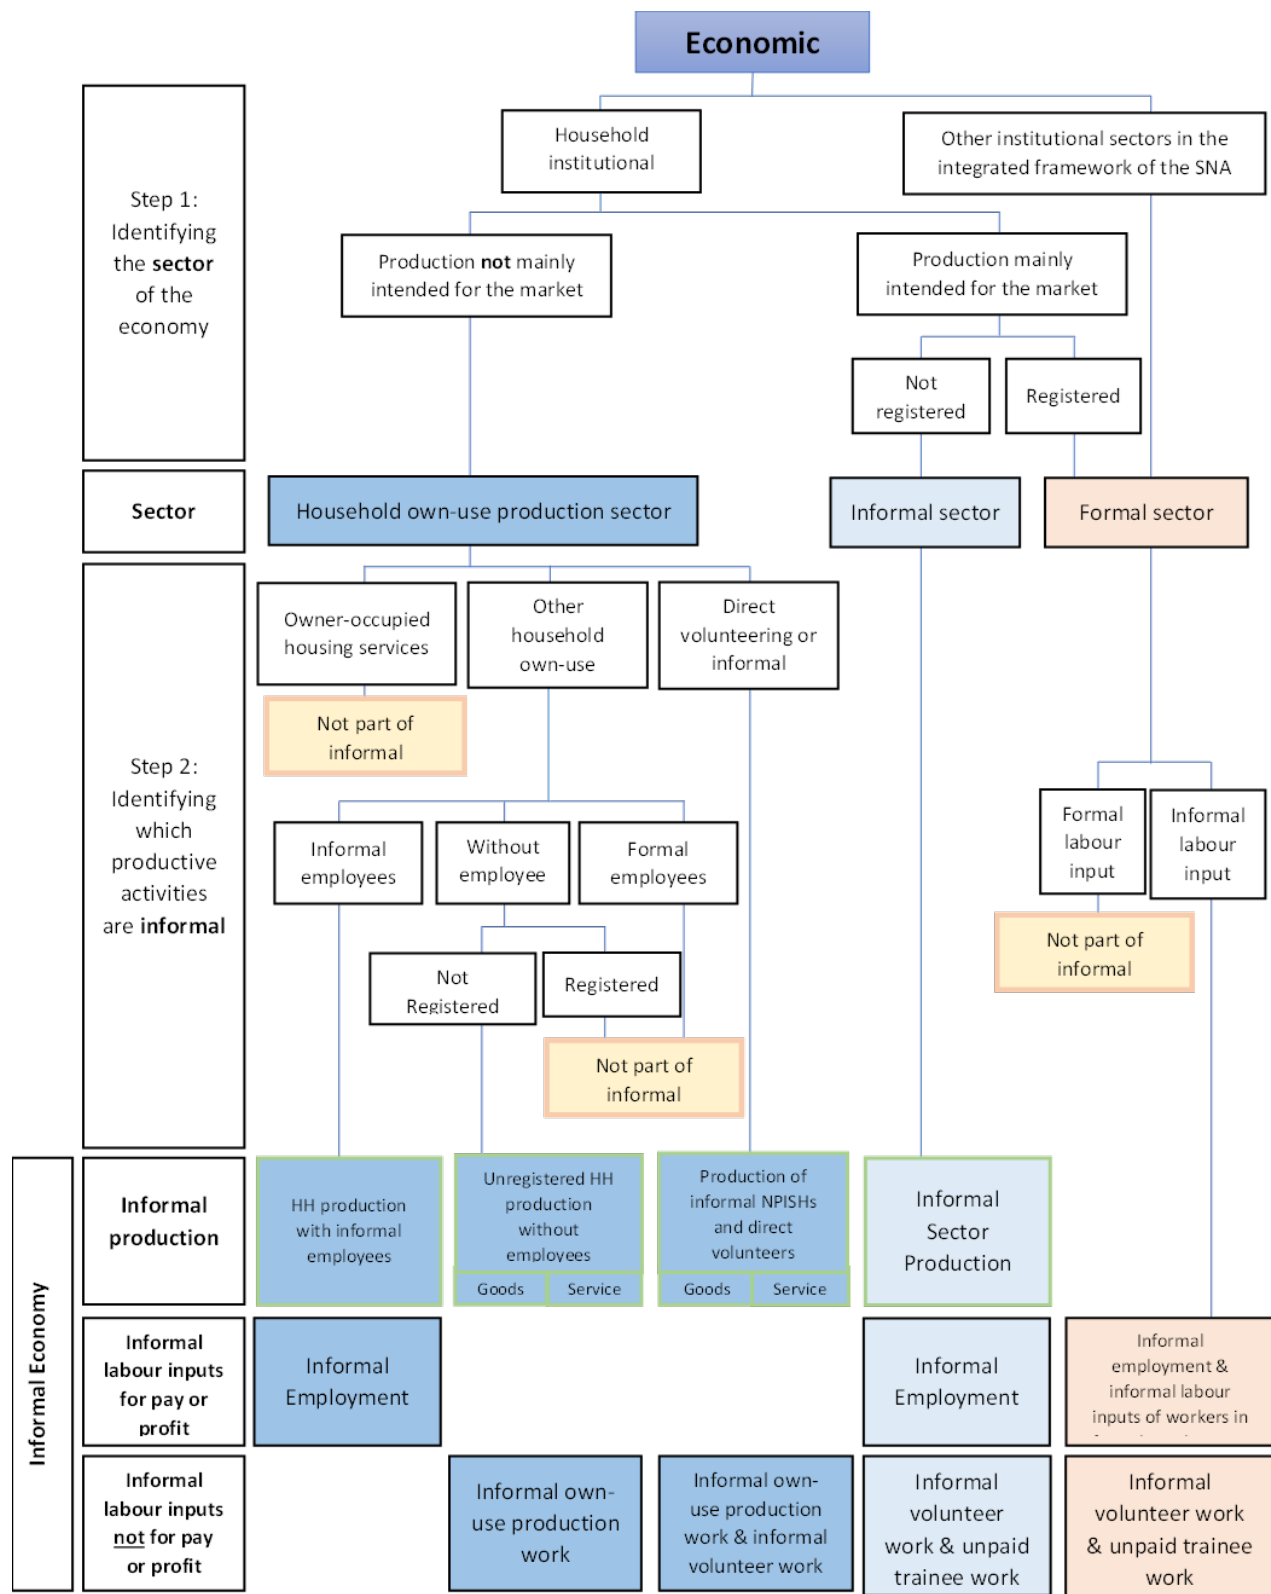 Economic
Household
institutional
Other institutional sectors in the
integrated framework of the SNA
Step 1:
Identifying
the sector
of the
economy
Production not mainly
intended for the market
Production mainly
intended for the market
Not
registered
Registered
Sector
Household own-use production sector
Informal sector
Formal sector
Step 2:
Identifying
which
productive
activities
are informal
Owner-occupied
housing services
Other
household
own-use
Direct
volunteering or
informal
Not part of
informal
Informal
employees
Without
employee
Formal
employees
Formal
labour
input
Informal
labour
input
Not part of
informal
Not
Registered
Registered
Not part of
informal
Informal Economy
Informal
production
HH production
with informal
employees
Unregistered HH
production
without
employees
Goods
Service
Production of
informal NPISHs
and direct
volunteers
Goods
Service
Informal
Sector
Production
Informal
labour inputs
for pay or
profit
Informal
Employment
Informal
Employment
Informal
employment &
informal labour
inputs of workers in
Informal
labour inputs
not for pay
or profit
Informal own-
use production
work
Informal own-
use production
work & informal
volunteer work
Informal
volunteer
work & unpaid
trainee work
Informal
volunteer work
& unpaid trainee
work